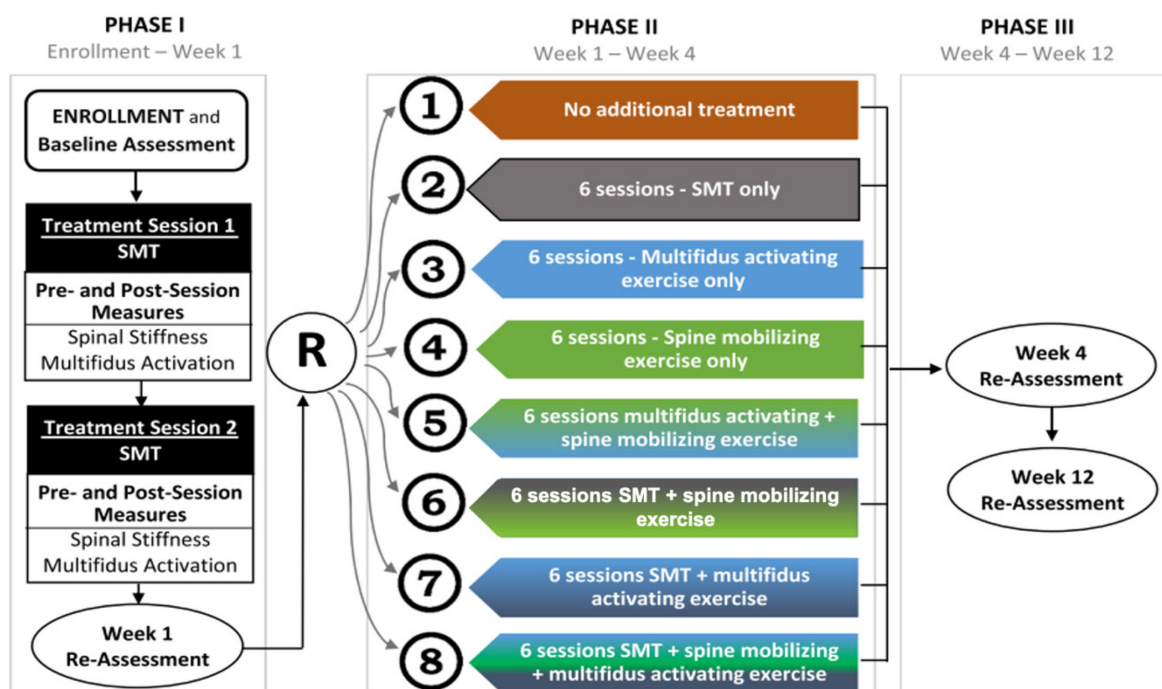 PHASE I
Enrollment – Week 1
ENROLLMENT and
Baseline Assessment
Treatment Session 1
SMT
Pre- and Post-Session
Measures
Spinal Stiffness
Multifidus Activation
Treatment Session 2
SMT
Pre- and Post-Session
Measures
Spinal Stiffness
Multifidus Activation
Week 1
Re-Assessment
R
PHASE II
Week 1 – Week 4
1
No additional treatment
2
6 sessions - SMT only
3
6 sessions - Multifidus activating
exercise only
4
6 sessions - Spine mobilizing
exercise only
5
6 sessions multifidus activating +
spine mobilizing exercise
6
6 sessions SMT + spine mobilizing
exercise
7
6 sessions SMT + multifidus
activating exercise
8
6 sessions SMT + spine mobilizing
+ multifidus activating exercise
PHASE III
Week 4 – Week 12
Week 4
Re-Assessment
Week 12
Re-Assessment